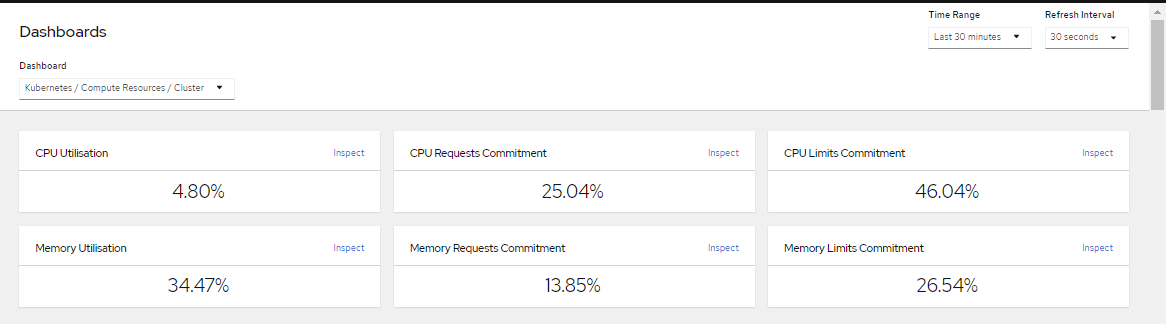 Dashboards
Time Range
Refresh Interval
Last 30 minutes
30 seconds
Dashboard
Kubernetes / Compute Resources / Cluster
CPU Utilisation
Inspect
CPU Requests Commitment
Inspect
CPU Limits Commitment
Inspect
4.80%
25.04%
46.04%
Memory Utilisation
Inspect
Memory Requests Commitment
Inspect
Memory Limits Commitment
Inspect
34.47%
13.85%
26.54%